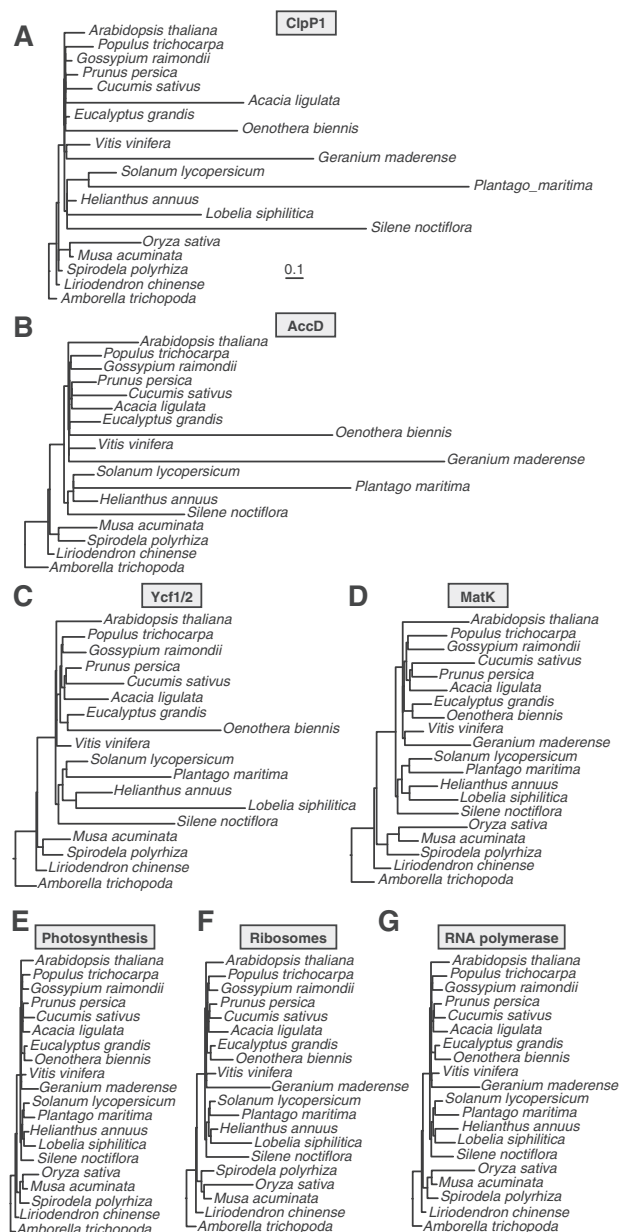 A
ClpP1
Arabidopsis thaliana
Populus trichocarpa
Gossypium raimondii
Prunus persica
Cucumis sativus
Acacia ligulata
Eucalyptus grandis
Oenothera biennis
Vitis vinifera
Geranium maderense
Solanum lycopersicum
Plantago_maritima
Helianthus annuus
Lobelia siphilitica
Silene noctiflora
Oryza sativa
Musa acuminata
Spirodela polyrhiza
Liriodendron chinense
Amborella trichopoda
0.1
B
AccD
Arabidopsis thaliana
Populus trichocarpa
Gossypium raimondii
Prunus persica
Cucumis sativus
Acacia ligulata
Eucalyptus grandis
Oenothera biennis
Vitis vinifera
Geranium maderense
Solanum lycopersicum
Plantago maritima
Helianthus annuus
Silene noctiflora
Musa acuminata
Spirodela polyrhiza
Liriodendron chinense
Amborella trichopoda
C
Ycf1/2
Arabidopsis thaliana
Populus trichocarpa
Gossypium raimondii
Prunus persica
Cucumis sativus
Acacia ligulata
Eucalyptus grandis
Oenothera biennis
Vitis vinifera
Solanum lycopersicum
Plantago maritima
Helianthus annuus
Lobelia siphilitica
Silene noctiflora
Musa acuminata
Spirodela polyrhiza
Liriodendron chinense
Amborella trichopoda
D
MatK
Arabidopsis thaliana
Populus trichocarpa
Gossypium raimondii
Cucumis sativus
Prunus persica
Acacia ligulata
Eucalyptus grandis
Oenothera biennis
Vitis vinifera
Geranium maderense
Solanum lycopersicum
Plantago maritima
Helianthus annuus
Lobelia siphilitica
Silene noctiflora
Oryza sativa
Musa acuminata
Spirodela polyrhiza
Liriodendron chinense
Amborella trichopoda
E
Photosynthesis
Arabidopsis thaliana
Populus trichocarpa
Gossypium raimondii
Prunus persica
Cucumis sativus
Acacia ligulata
Eucalyptus grandis
Oenothera biennis
Vitis vinifera
Geranium maderense
Solanum lycopersicum
Plantago maritima
Helianthus annuus
Lobelia siphilitica
Silene noctiflora
Oryza sativa
Musa acuminata
Spirodela polyrhiza
Liriodendron chinense
Amborella trichopoda
F
Ribosomes
Arabidopsis thaliana
Populus trichocarpa
Gossypium raimondii
Prunus persica
Cucumis sativus
Acacia ligulata
Eucalyptus grandis
Oenothera biennis
Vitis vinifera
Geranium maderense
Solanum lycopersicum
Plantago maritima
Helianthus annuus
Lobelia siphilitica
Silene noctiflora
Spirodela polyrhiza
Oryza sativa
Musa acuminata
Liriodendron chinense
Amborella trichopoda
G
RNA polymerase
Arabidopsis thaliana
Populus trichocarpa
Gossypium raimondii
Prunus persica
Cucumis sativus
Acacia ligulata
Eucalyptus grandis
Oenothera biennis
Vitis vinifera
Geranium maderense
Solanum lycopersicum
Plantago maritima
Helianthus annuus
Lobelia siphilitica
Silene noctiflora
Oryza sativa
Musa acuminata
Spirodela polyrhiza
Liriodendron chinense
Amborella trichopoda